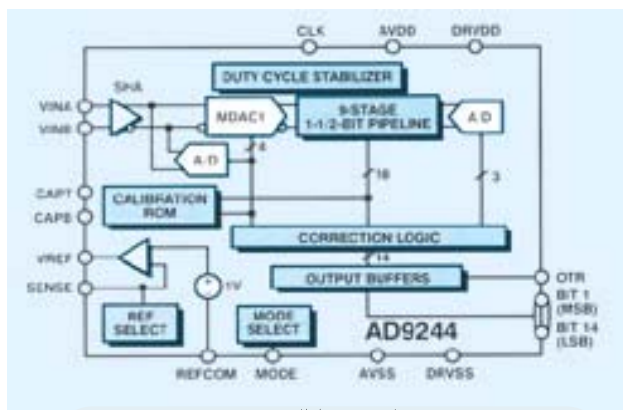 CLK
AVDD
DRVDD
DUTY CYCLE STABILIZER
SHA
VINA
VINB
MDAC1
9-STAGE
1-1/2-BIT PIPELINE
A/D
A/D
4
18
3
CAPT
CAPB
CALIBRATION
ROM
CORRECTION LOGIC
14
VREF
SENSE
OUTPUT BUFFERS
OTR
1V
BIT 1
(MSB)
REF
SELECT
MODE
SELECT
AD9244
BIT 14
(LSB)
REFCOM
MODE
AVSS
DRVSS